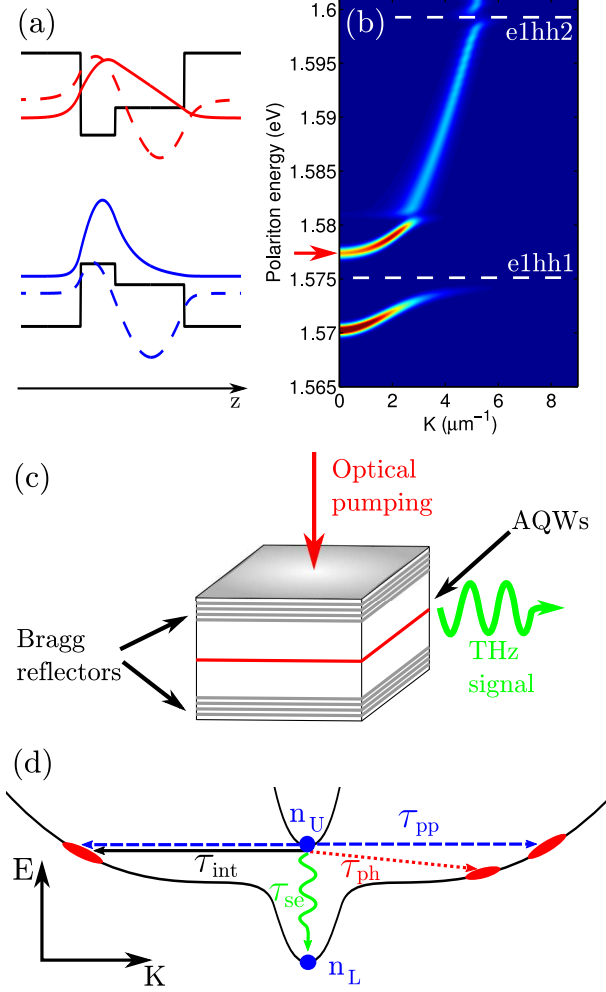 (a)
z
(b)
Polariton energy (eV)
1.6
1.595
1.59
1.585
1.58
1.575
1.57
1.565
e1hh2
e1hh1
0
2
4
6
8
K (μm⁻¹)
(c)
Optical
pumping
AQWs
Bragg
reflectors
THz
signal
(d)
n_U
τ_pp
τ_int
τ_ph
τ_se
E
K
n_L